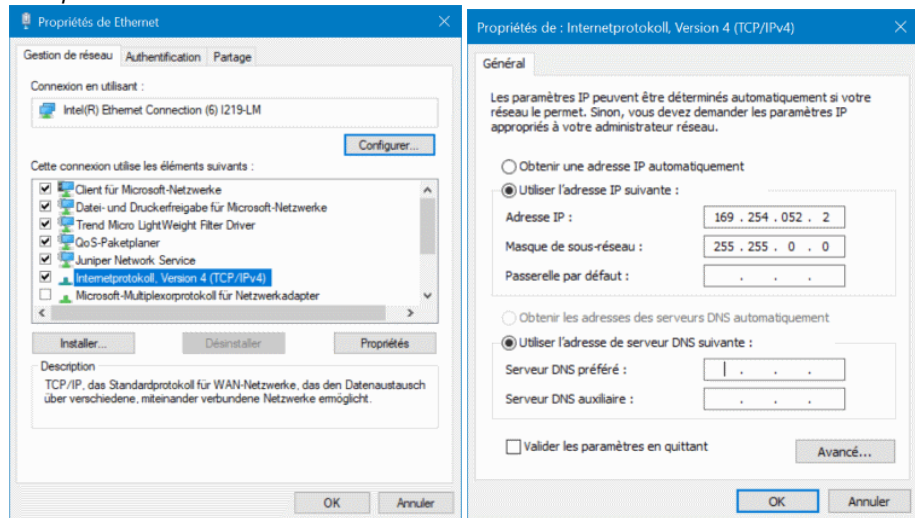 Propriétés de Ethernet
Gestion de réseau Authentification Partage
Connexion en utilisant :
Intel(R) Ethernet Connection (6) I219-LM
Configurer...
Cette connexion utilise les éléments suivants :
Client für Microsoft-Netzwerke
Datei- und Druckerfreigabe für Microsoft-Netzwerke
Trend Micro LightWeight Filter Driver
QoS-Paketplaner
Juniper Network Service
Internetprotokoll, Version 4 (TCP/IPv4)
Microsoft-Multiplexorprotokoll für Netzwerkadapter
Installer... Désinstaller Propriétés
Description
TCP/IP, das Standardprotokoll für WAN-Netzwerke, das den Datenaustausch
über verschiedene, miteinander verbundene Netzwerke ermöglicht.
OK Annuler
Propriétés de : Internetprotokoll, Version 4 (TCP/IPv4)
Général
Les paramètres IP peuvent être déterminés automatiquement si votre
réseau le permet. Sinon, vous devez demander les paramètres IP
appropriés à votre administrateur réseau.
Obtenir une adresse IP automatiquement
Utiliser l'adresse IP suivante :
Adresse IP : 169 . 254 . 052 . 2
Masque de sous-réseau : 255 . 255 . 0 . 0
Passerelle par défaut : . . .
Obtenir les adresses des serveurs DNS automatiquement
Utiliser l'adresse de serveur DNS suivante :
Serveur DNS préféré : . . .
Serveur DNS auxiliaire : . . .
Valider les paramètres en quittant
Avancé...
OK Annuler